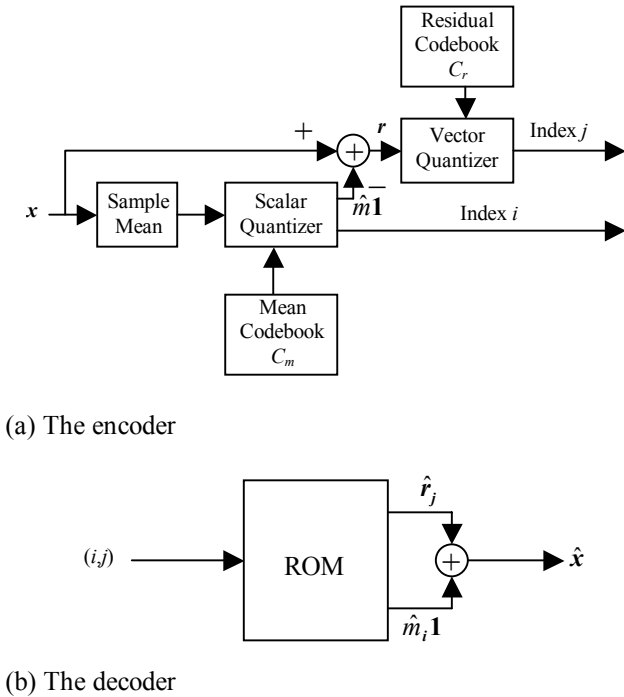 Residual
Codebook
C_r
+
r
+
Vector
Quantizer
Index j
x
Sample
Mean
Scalar
Quantizer
−
m̂1
Index i
Mean
Codebook
C_m
(a) The encoder
r̂_j
(i,j)
ROM
+
x̂
m̂_i1
(b) The decoder